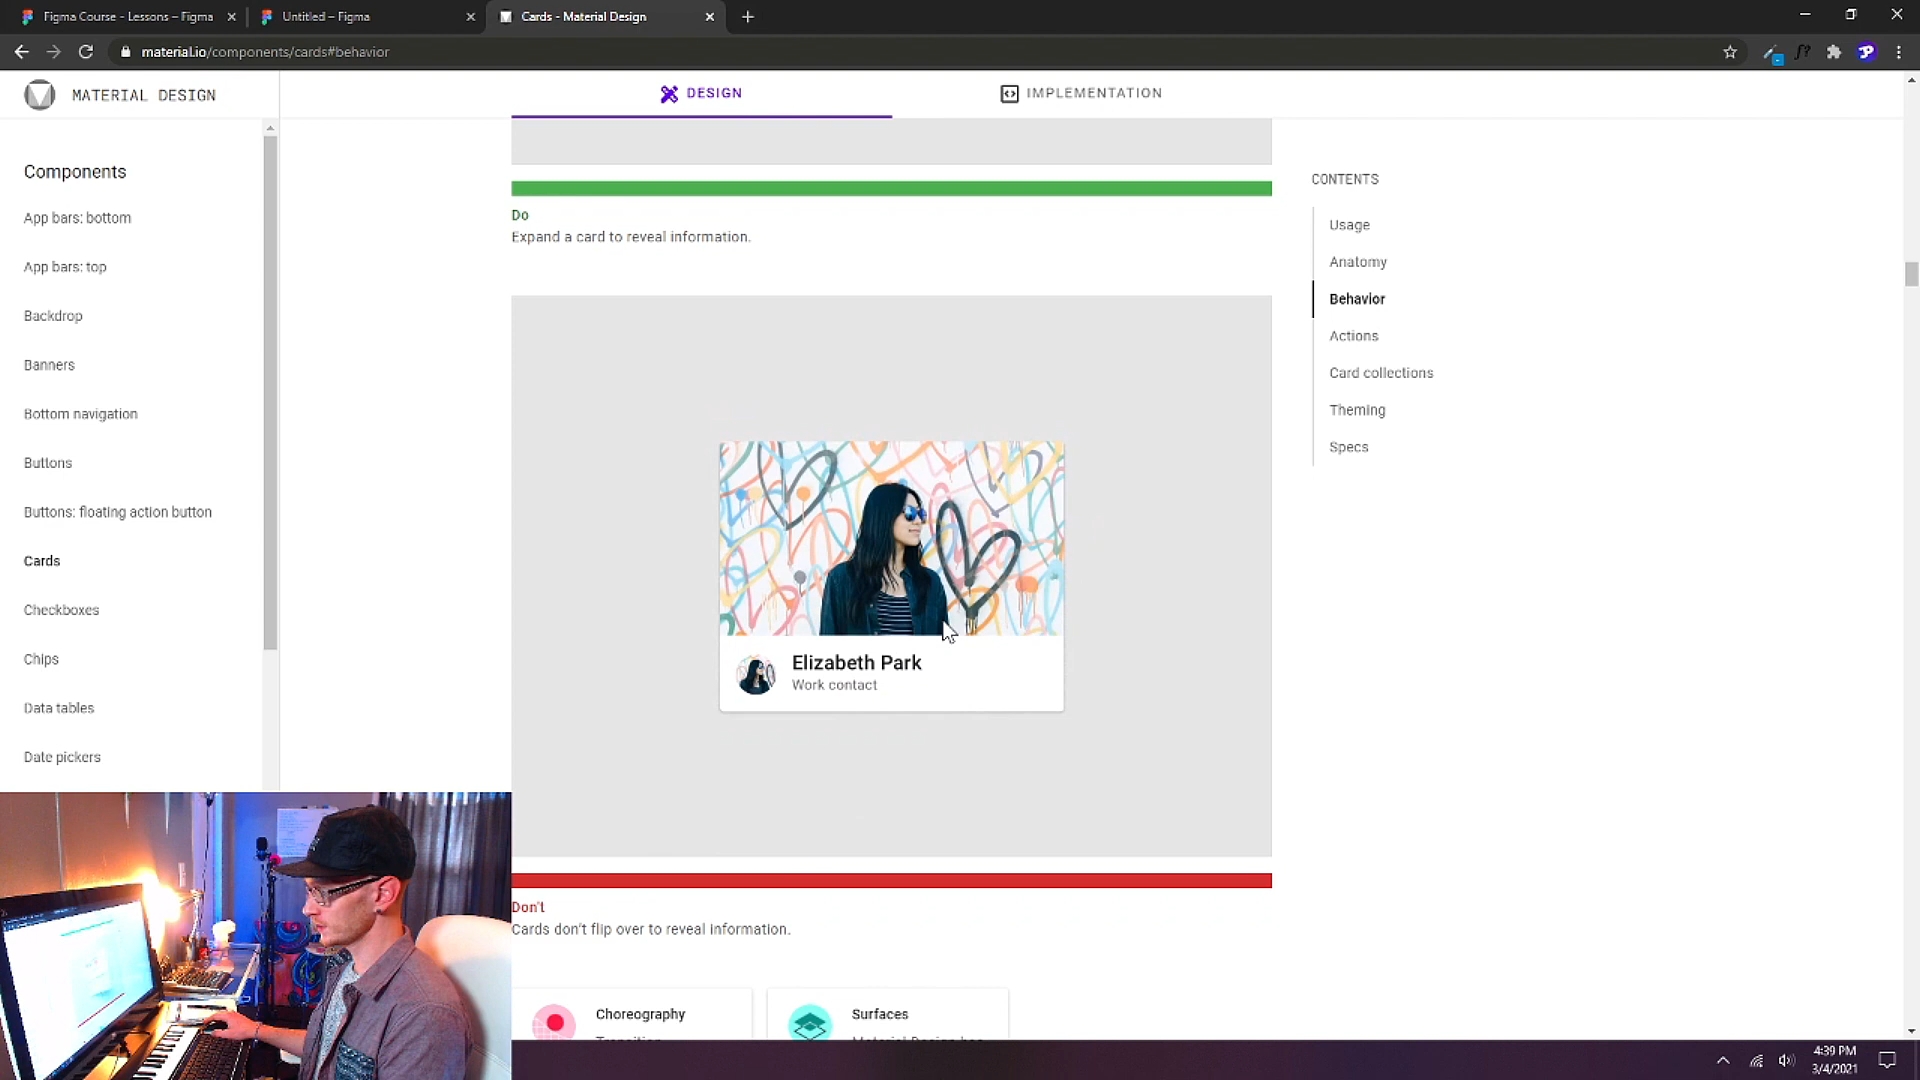 Figma Course - Lessons – Figma
Untitled – Figma
Cards - Material Design
material.io/components/cards#behavior
MATERIAL DESIGN
DESIGN
IMPLEMENTATION
Components
App bars: bottom
App bars: top
Backdrop
Banners
Bottom navigation
Buttons
Buttons: floating action button
Cards
Checkboxes
Chips
Data tables
Date pickers
Do
Expand a card to reveal information.
Elizabeth Park
Work contact
Don't
Cards don't flip over to reveal information.
Choreography
Transition
Surfaces
Material Design has
CONTENTS
Usage
Anatomy
Behavior
Actions
Card collections
Theming
Specs
4:39 PM
3/4/2021